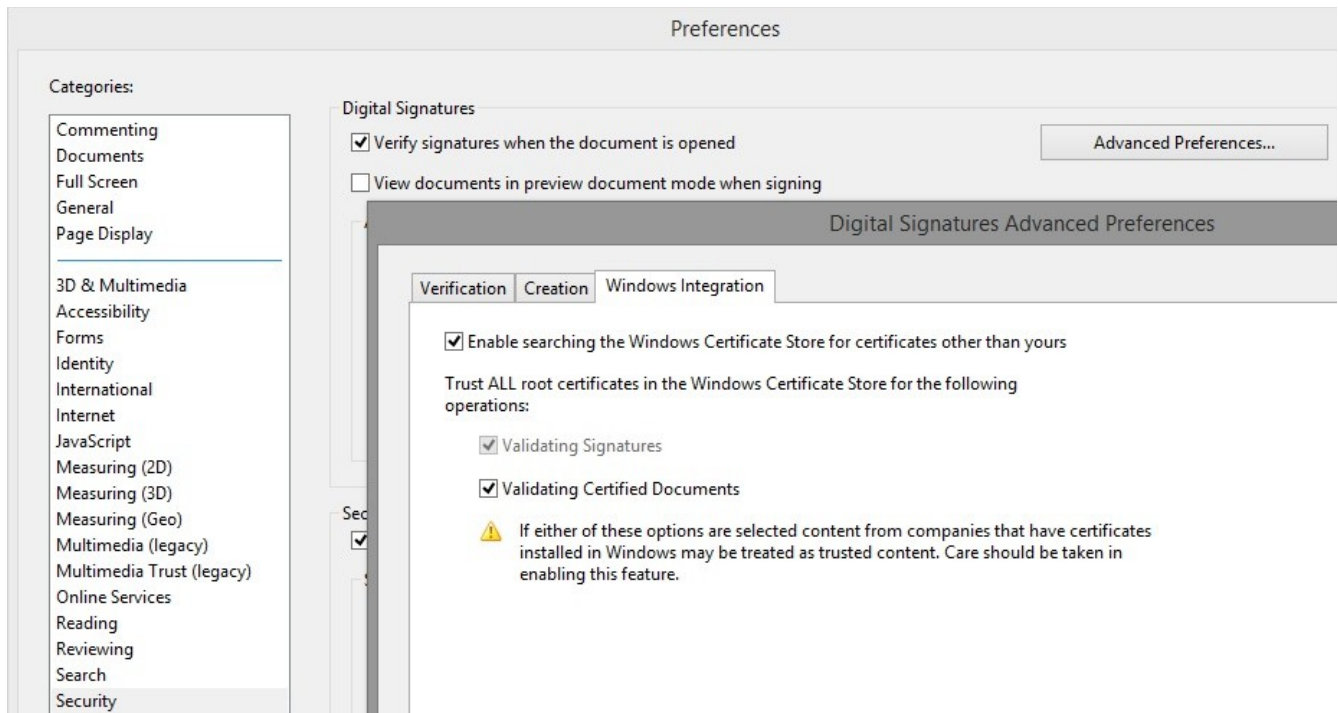 Preferences
Categories:
Commenting
Documents
Full Screen
General
Page Display
3D & Multimedia
Accessibility
Forms
Identity
International
Internet
JavaScript
Measuring (2D)
Measuring (3D)
Measuring (Geo)
Multimedia (legacy)
Multimedia Trust (legacy)
Online Services
Reading
Reviewing
Search
Security
Digital Signatures
Verify signatures when the document is opened
Advanced Preferences...
View documents in preview document mode when signing
Sec
Digital Signatures Advanced Preferences
Verification Creation Windows Integration
Enable searching the Windows Certificate Store for certificates other than yours
Trust ALL root certificates in the Windows Certificate Store for the following
operations:
Validating Signatures
Validating Certified Documents
If either of these options are selected content from companies that have certificates
installed in Windows may be treated as trusted content. Care should be taken in
enabling this feature.